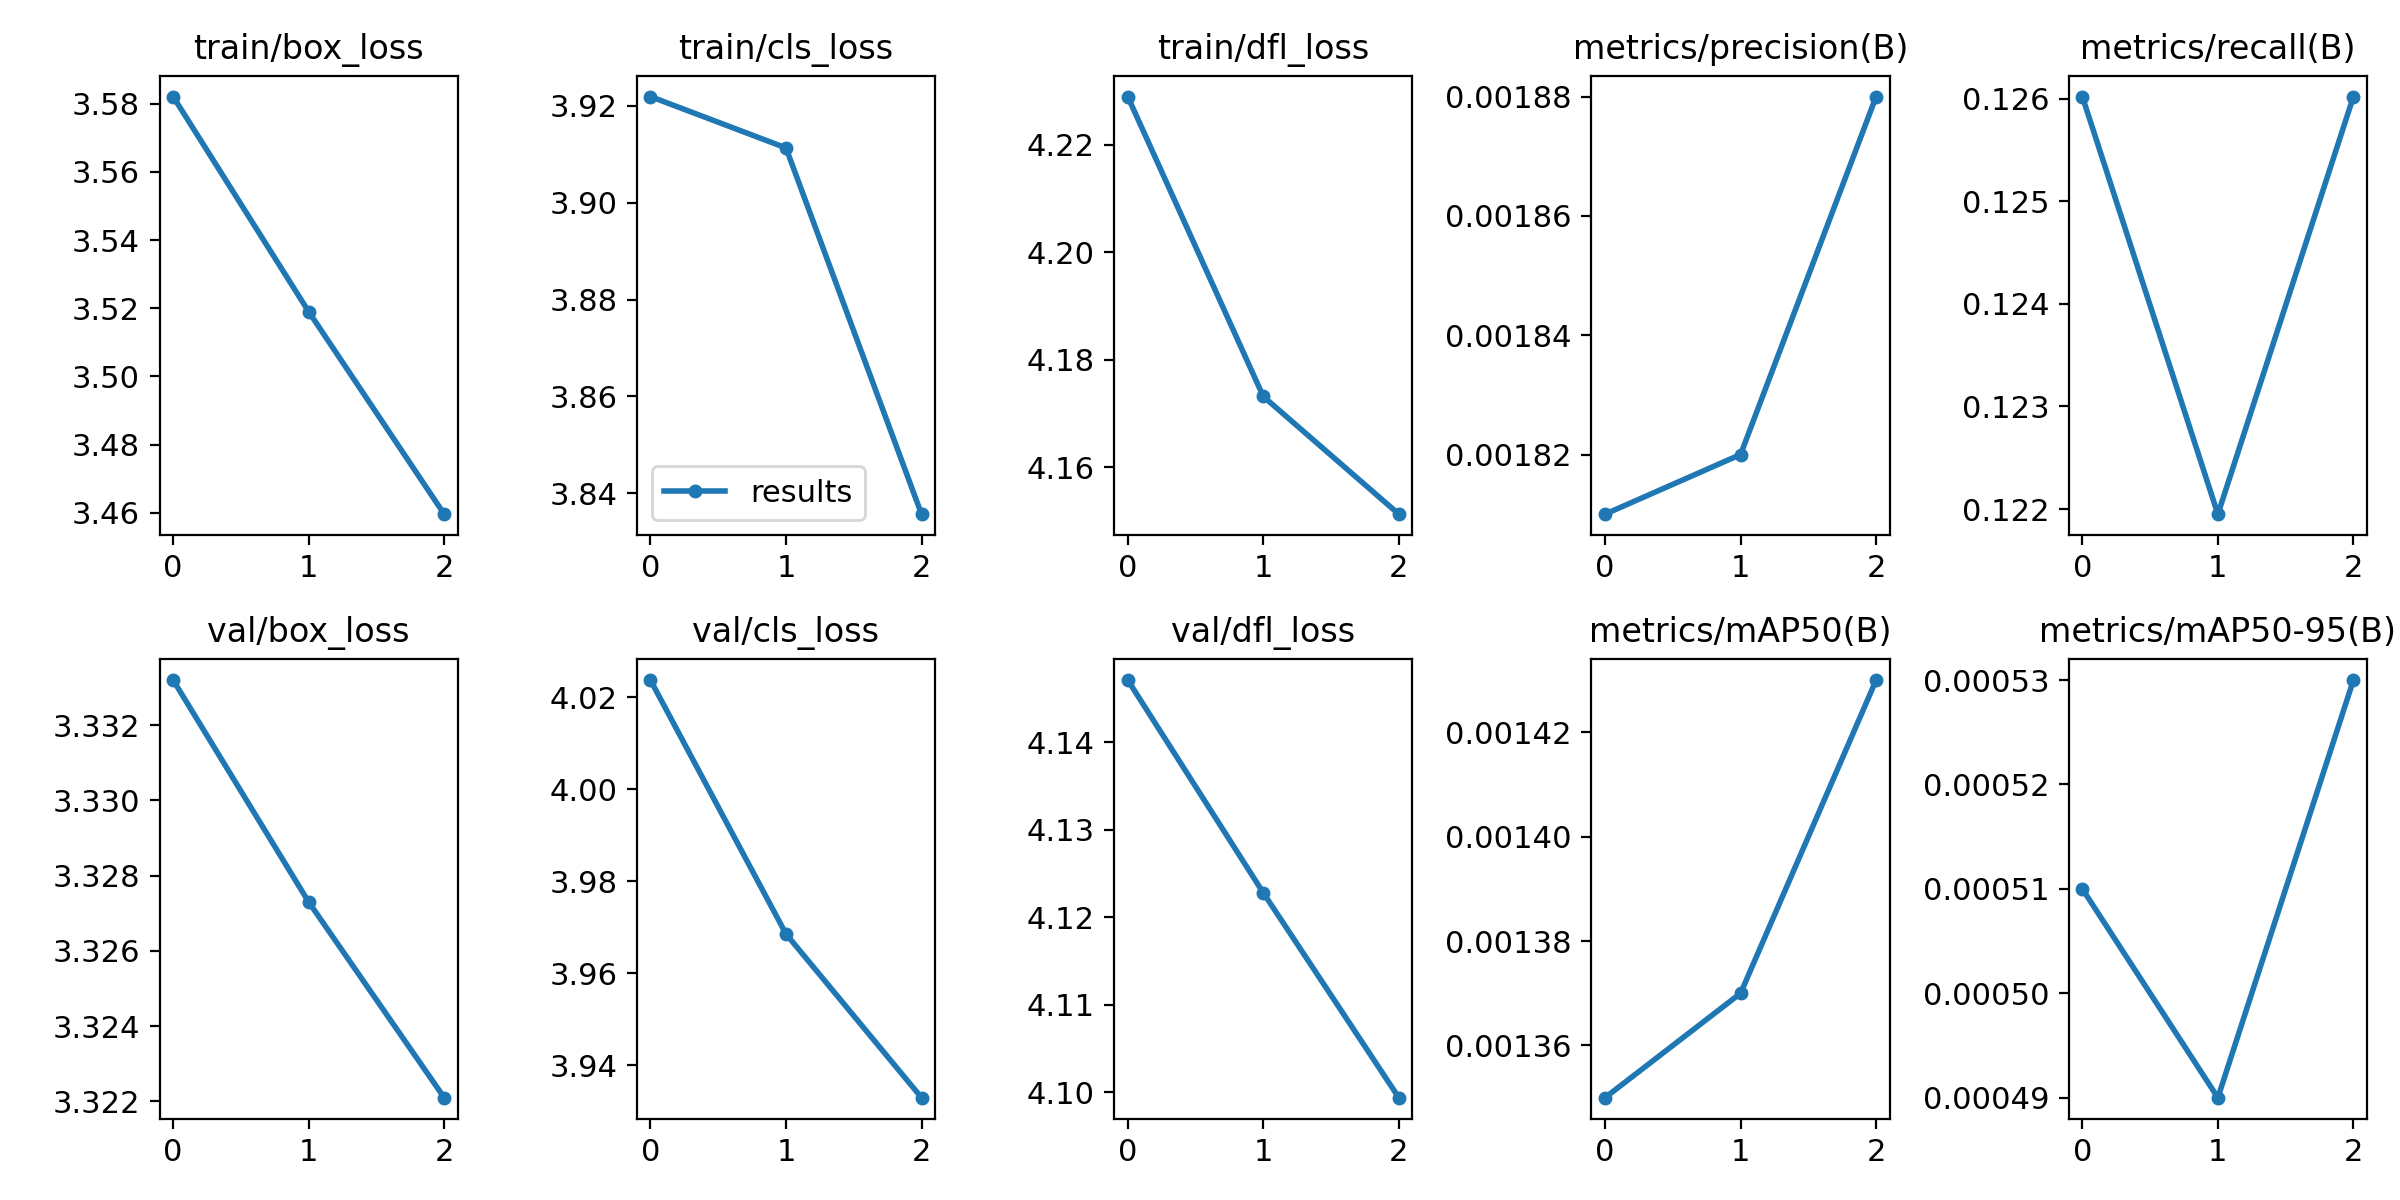 train/box_loss
3.58
3.56
3.54
3.52
3.50
3.48
3.46
0 1 2
train/cls_loss
3.92
3.90
3.88
3.86
3.84
results
0 1 2
train/dfl_loss
4.22
4.20
4.18
4.16
0 1 2
metrics/precision(B)
0.00188
0.00186
0.00184
0.00182
0 1 2
metrics/recall(B)
0.126
0.125
0.124
0.123
0.122
0 1 2
val/box_loss
3.332
3.330
3.328
3.326
3.324
3.322
0 1 2
val/cls_loss
4.02
4.00
3.98
3.96
3.94
0 1 2
val/dfl_loss
4.14
4.13
4.12
4.11
4.10
0 1 2
metrics/mAP50(B)
0.00142
0.00140
0.00138
0.00136
0 1 2
metrics/mAP50-95(B)
0.00053
0.00052
0.00051
0.00050
0.00049
0 1 2